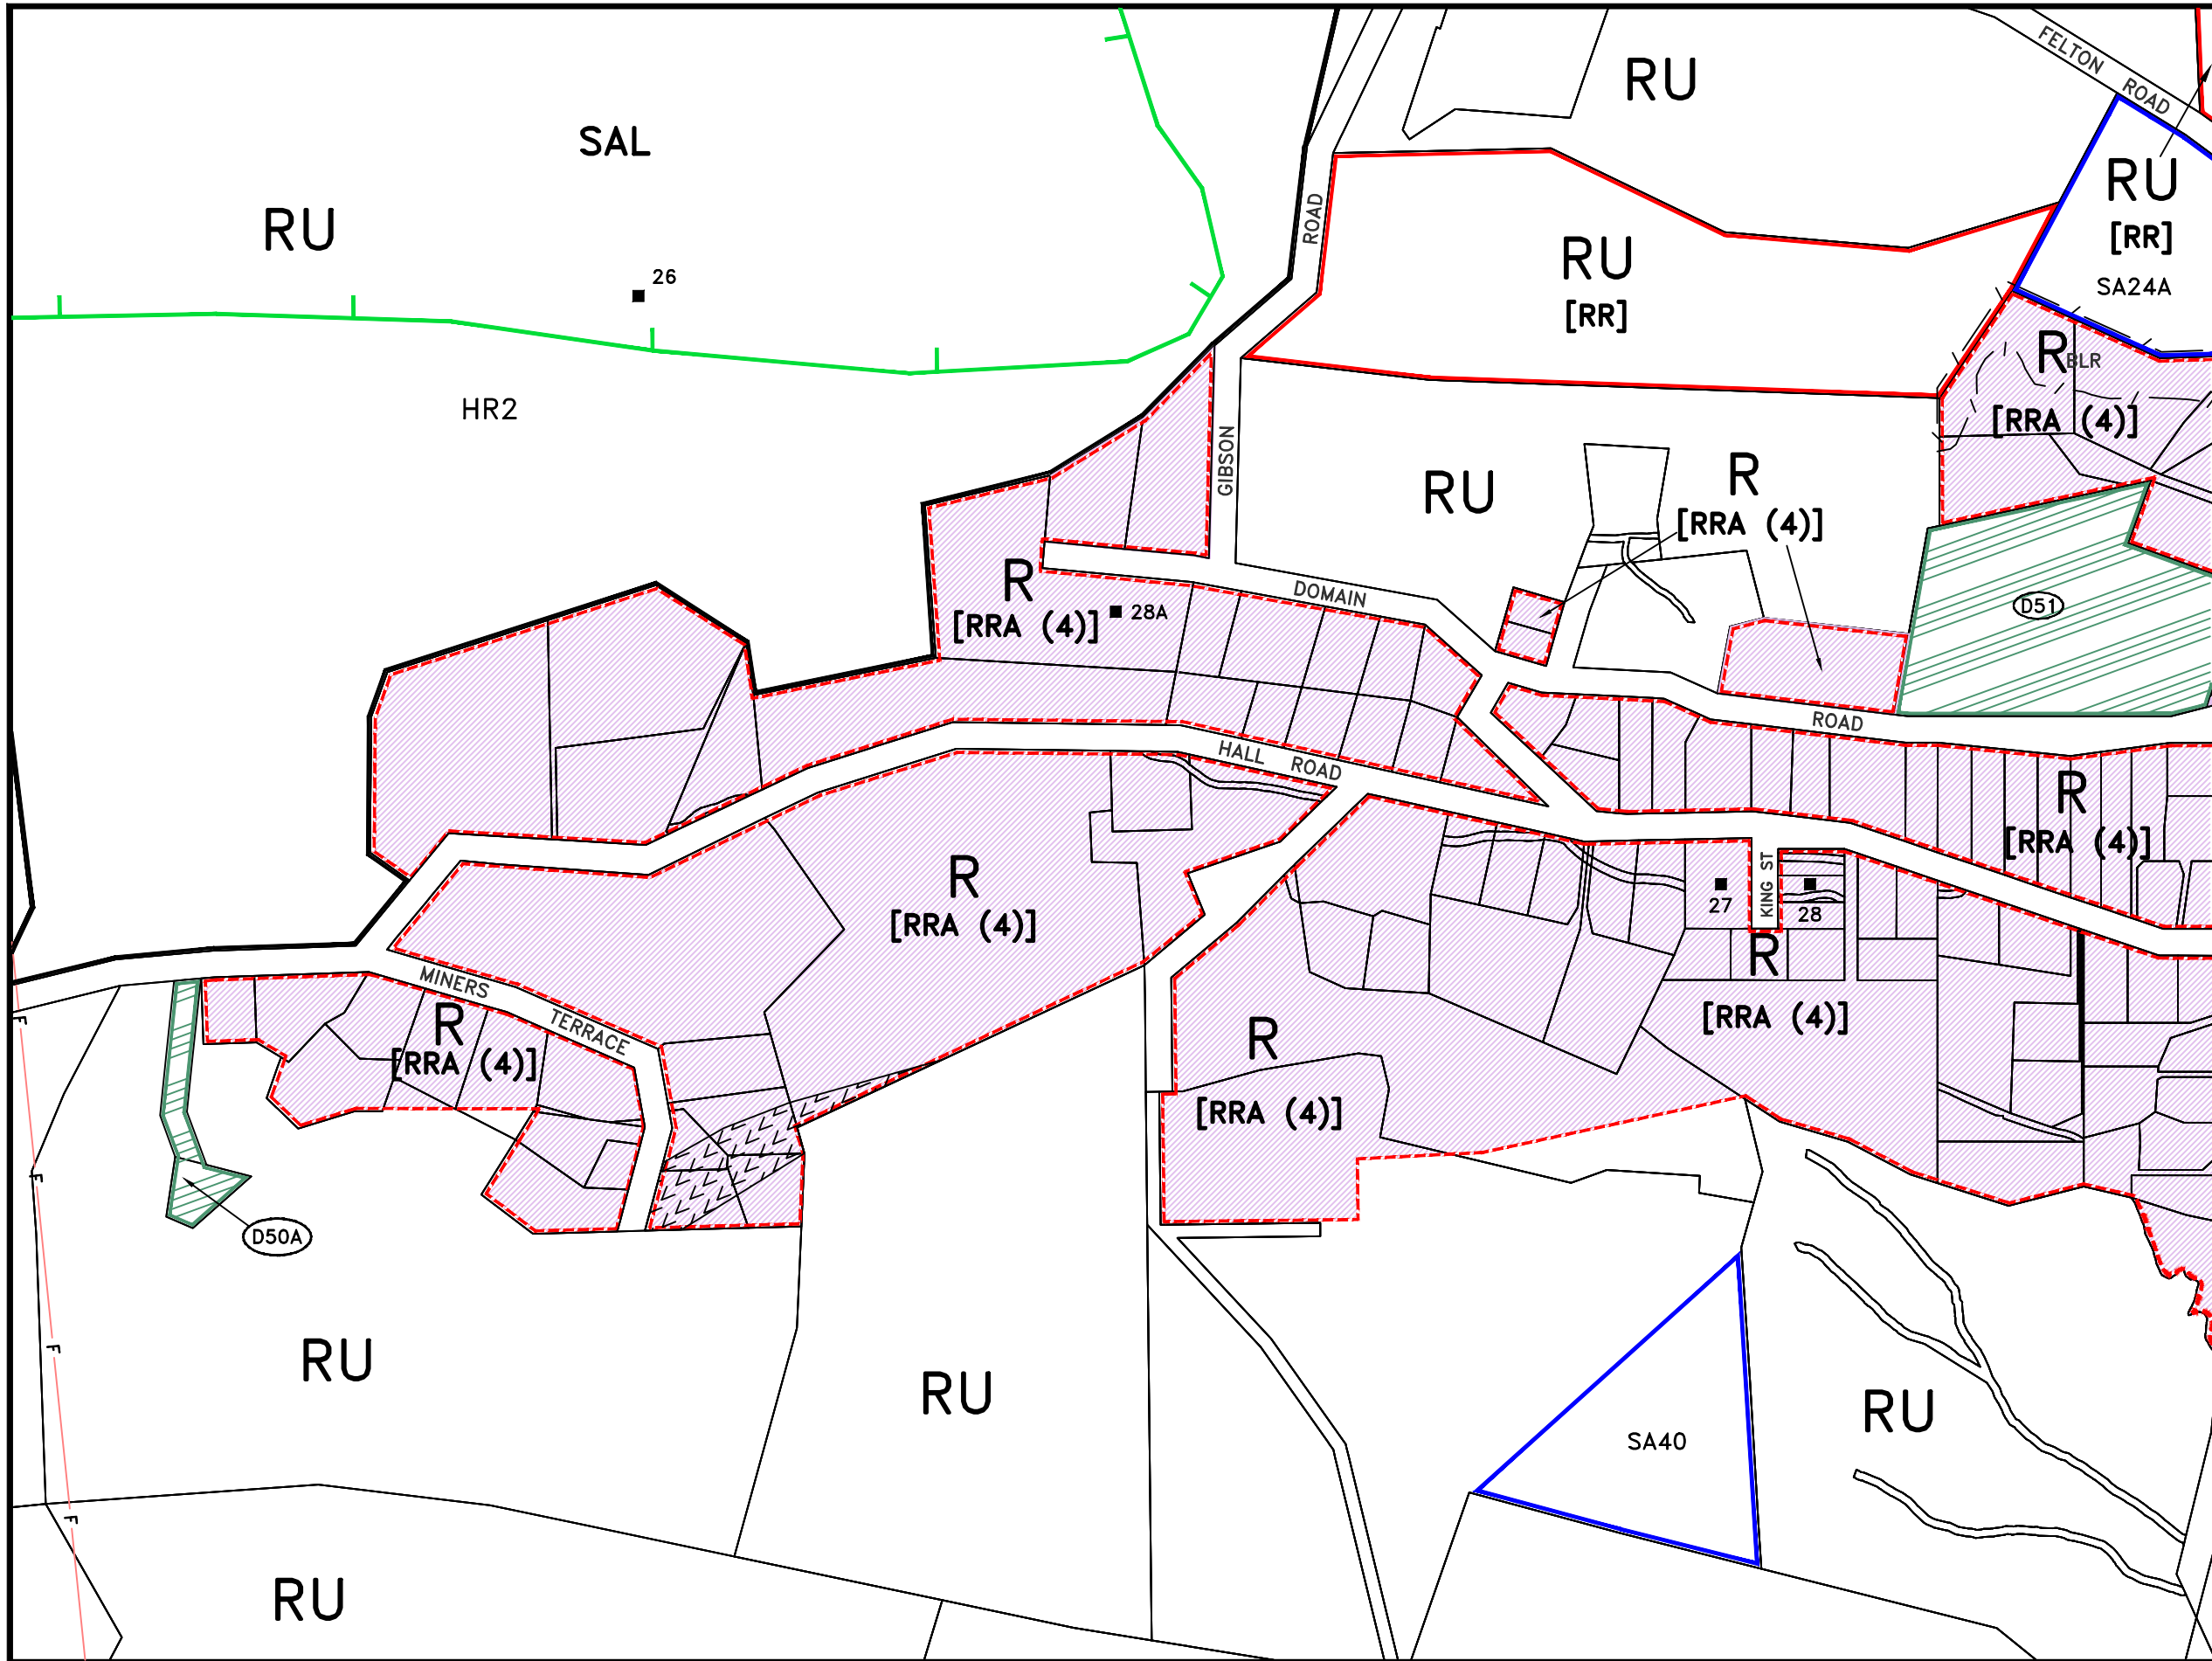 RU
FELTON ROAD
SAL
RU
[RR]
SA24A
RU
ROAD
RU
[RR]
26
R
BLR
[RRA (4)]
HR2
GIBSON
RU
R
[RRA (4)]
R
[RRA (4)]
28A
DOMAIN
D51
ROAD
HALL ROAD
R
[RRA (4)]
R
[RRA (4)]
27
KING ST
28
R
[RRA (4)]
MINERS
TERRACE
R
[RRA (4)]
R
[RRA (4)]
F
F
D50A
F
RU
RU
RU
SA40
F
RU